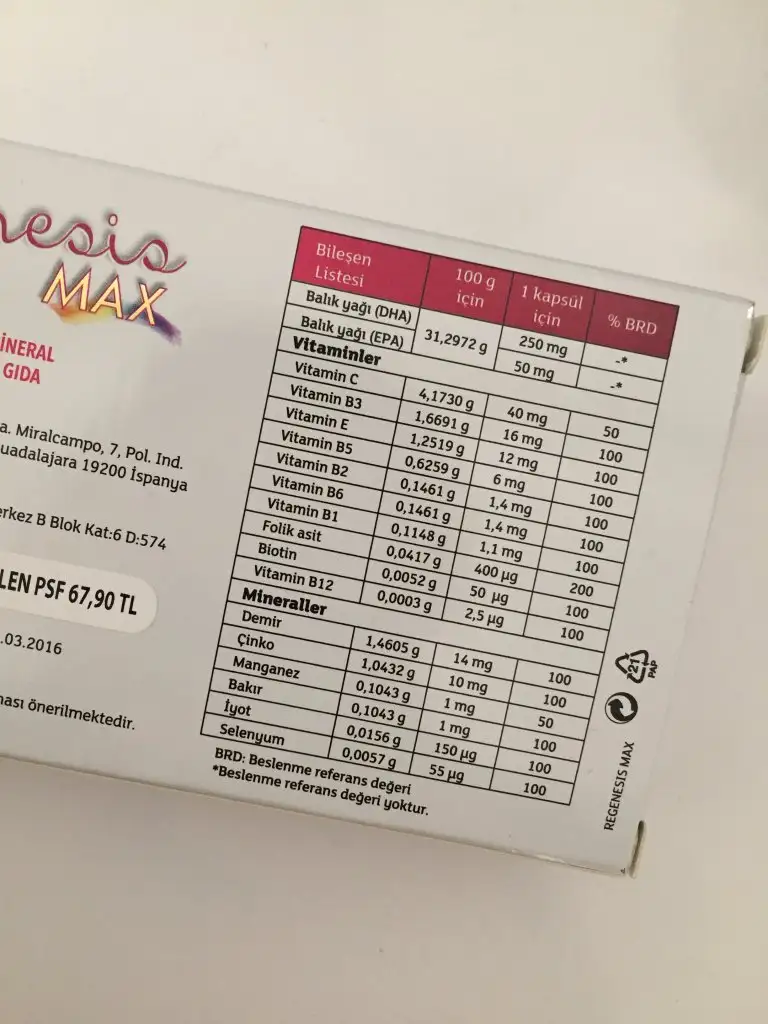 nesis
MAX
İNERAL
GIDA
a. Miralcampo, 7, Pol. Ind.
uadalajara 19200 İspanya
erkez B Blok Kat:6 D:574
LEN PSF 67,90 TL
.03.2016
ması önerilmektedir.
Bileşen Listesi 100 g için 1 kapsül için % BRD
Balık yağı (DHA) 31,2972 g 250 mg -*
Balık yağı (EPA) 50 mg -*
Vitaminler
Vitamin C 4,1730 g 40 mg 50
Vitamin B3 1,6691 g 16 mg 100
Vitamin E 1,2519 g 12 mg 100
Vitamin B5 0,6259 g 6 mg 100
Vitamin B2 0,1461 g 1,4 mg 100
Vitamin B6 0,1461 g 1,4 mg 100
Vitamin B1 0,1148 g 1,1 mg 100
Folik asit 0,0417 g 400 µg 200
Biotin 0,0052 g 50 µg 100
Vitamin B12 0,0003 g 2,5 µg 100
Mineraller
Demir 1,4605 g 14 mg 100
Çinko 1,0432 g 10 mg 100
Manganez 0,1043 g 1 mg 50
Bakır 0,1043 g 1 mg 100
İyot 0,0156 g 150 µg 100
Selenyum 0,0057 g 55 µg 100
BRD: Beslenme referans değeri
*Beslenme referans değeri yoktur.
21
PAP
REGENESIS MAX